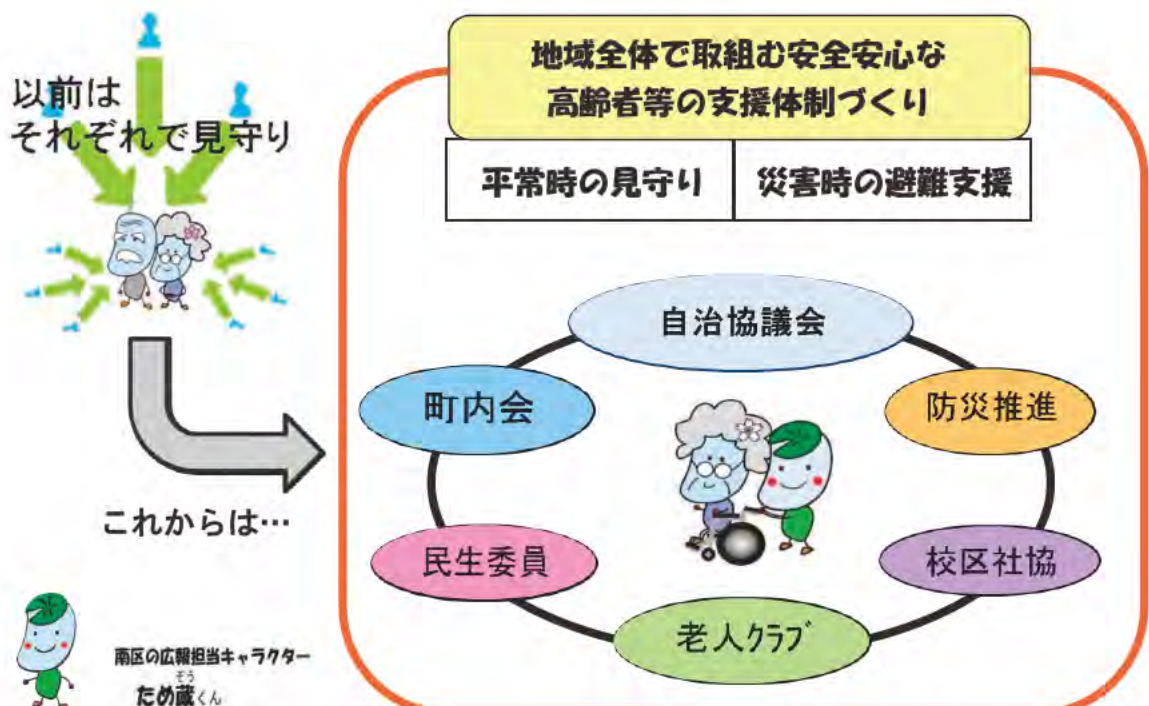 以前は
それぞれで見守り
これからは…
地域全体で取組む安全安心な
高齢者等の支援体制づくり
平常時の見守り
災害時の避難支援
自治協議会
町内会
防災推進
民生委員
校区社協
老人クラブ
南区の広報担当キャラクター
ぞう
ため蔵くん